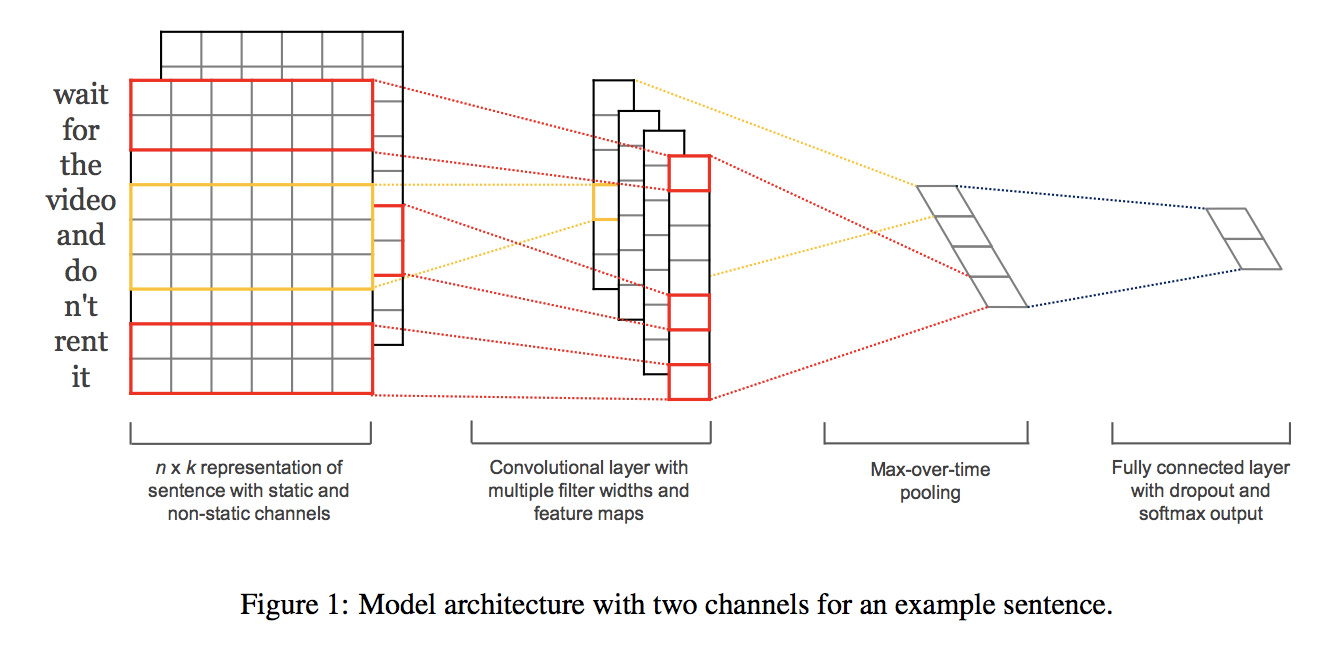 wait
for
the
video
and
do
n't
rent
it
n x k representation of
sentence with static and
non-static channels
Convolutional layer with
multiple filter widths and
feature maps
Max-over-time
pooling
Fully connected layer
with dropout and
softmax output
Figure 1: Model architecture with two channels for an example sentence.